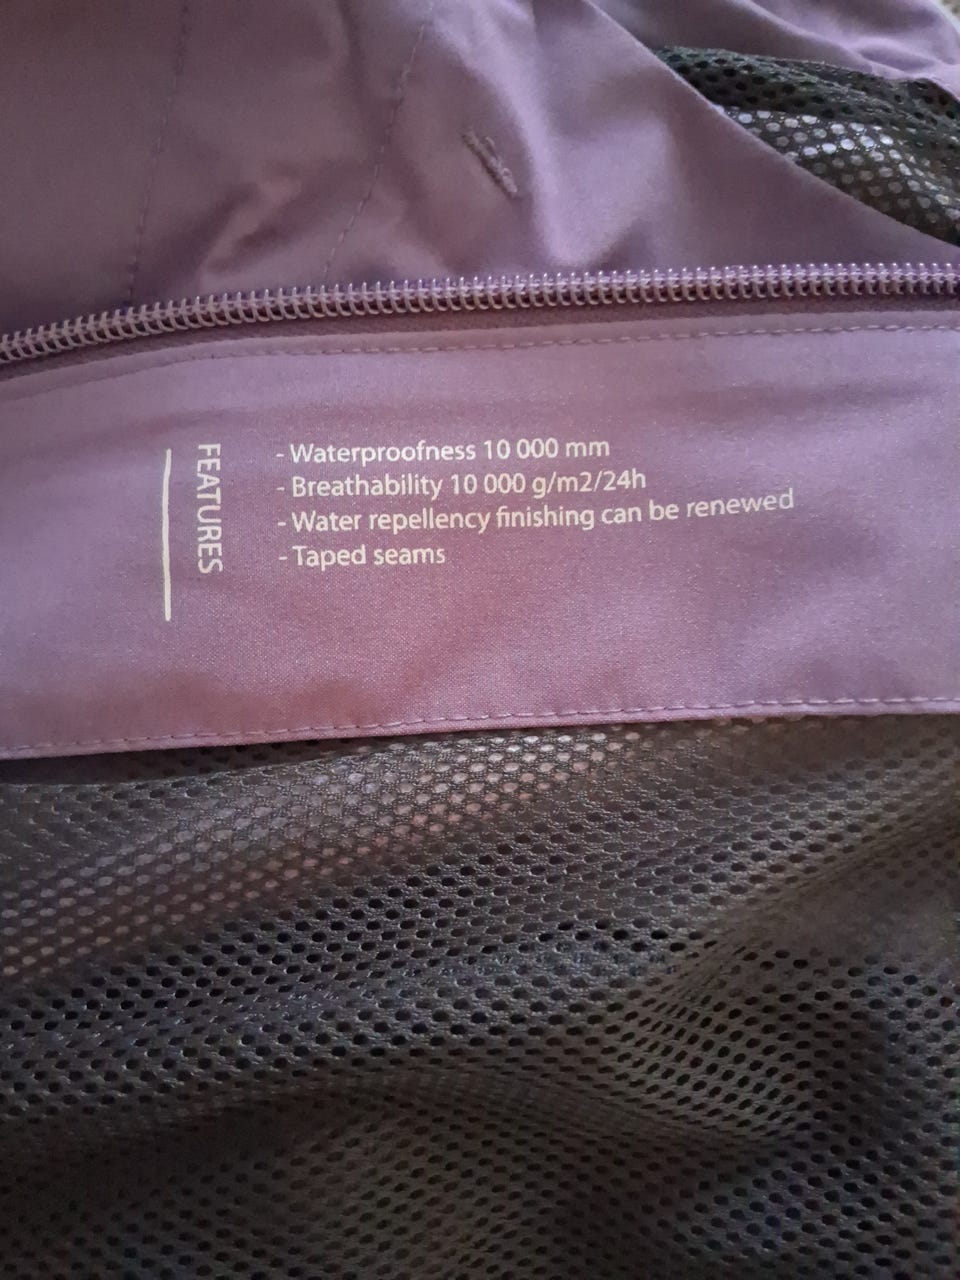 FEATURES
- Waterproofness 10 000 mm
- Breathability 10 000 g/m2/24h
- Water repellency finishing can be renewed
- Taped seams